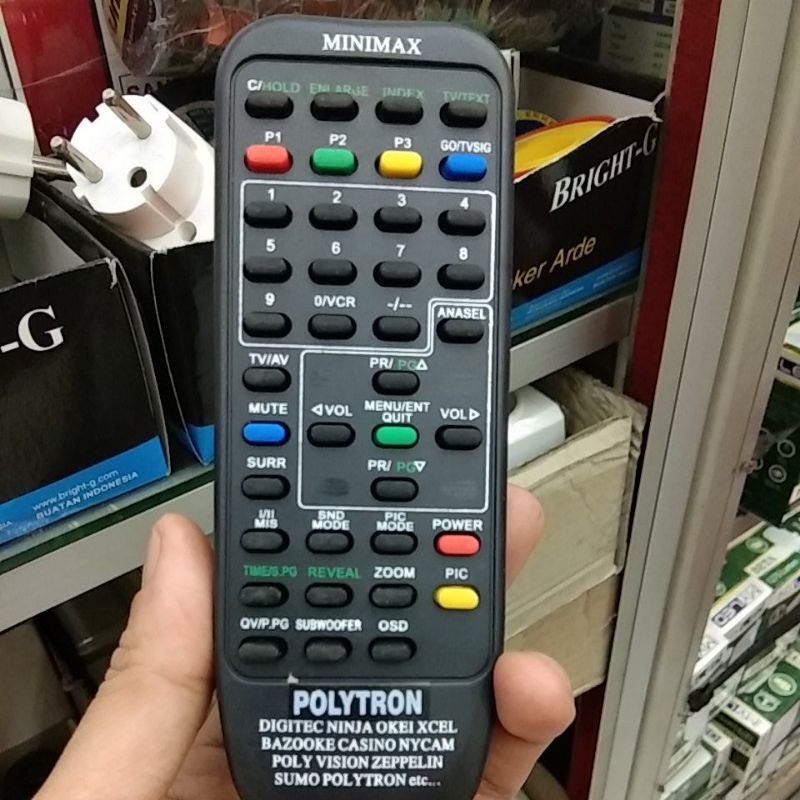 MINIMAX
C/HOLD ENLARGE INDEX TV/TEXT
P1 P2 P3 GO/TVSIG
1 2 3 4
5 6 7 8
9 0/VCR -/-- ANASEL
TV/AV PR/ PG△
MUTE ◁VOL MENU/ENT QUIT VOL▷
SURR PR/ PG▽
I/II MIS SND MODE PIC MODE POWER
TIME/S.PG REVEAL ZOOM PIC
QV/P.PG SUBWOOFER OSD
POLYTRON
DIGITEC NINJA OKEI XCEL
BAZOOKE CASINO NYCAM
POLY VISION ZEPPELIN
SUMO POLYTRON etc...
BRIGHT-G
ker Arde
-G
www.bright-g.com
BUATAN INDONESIA